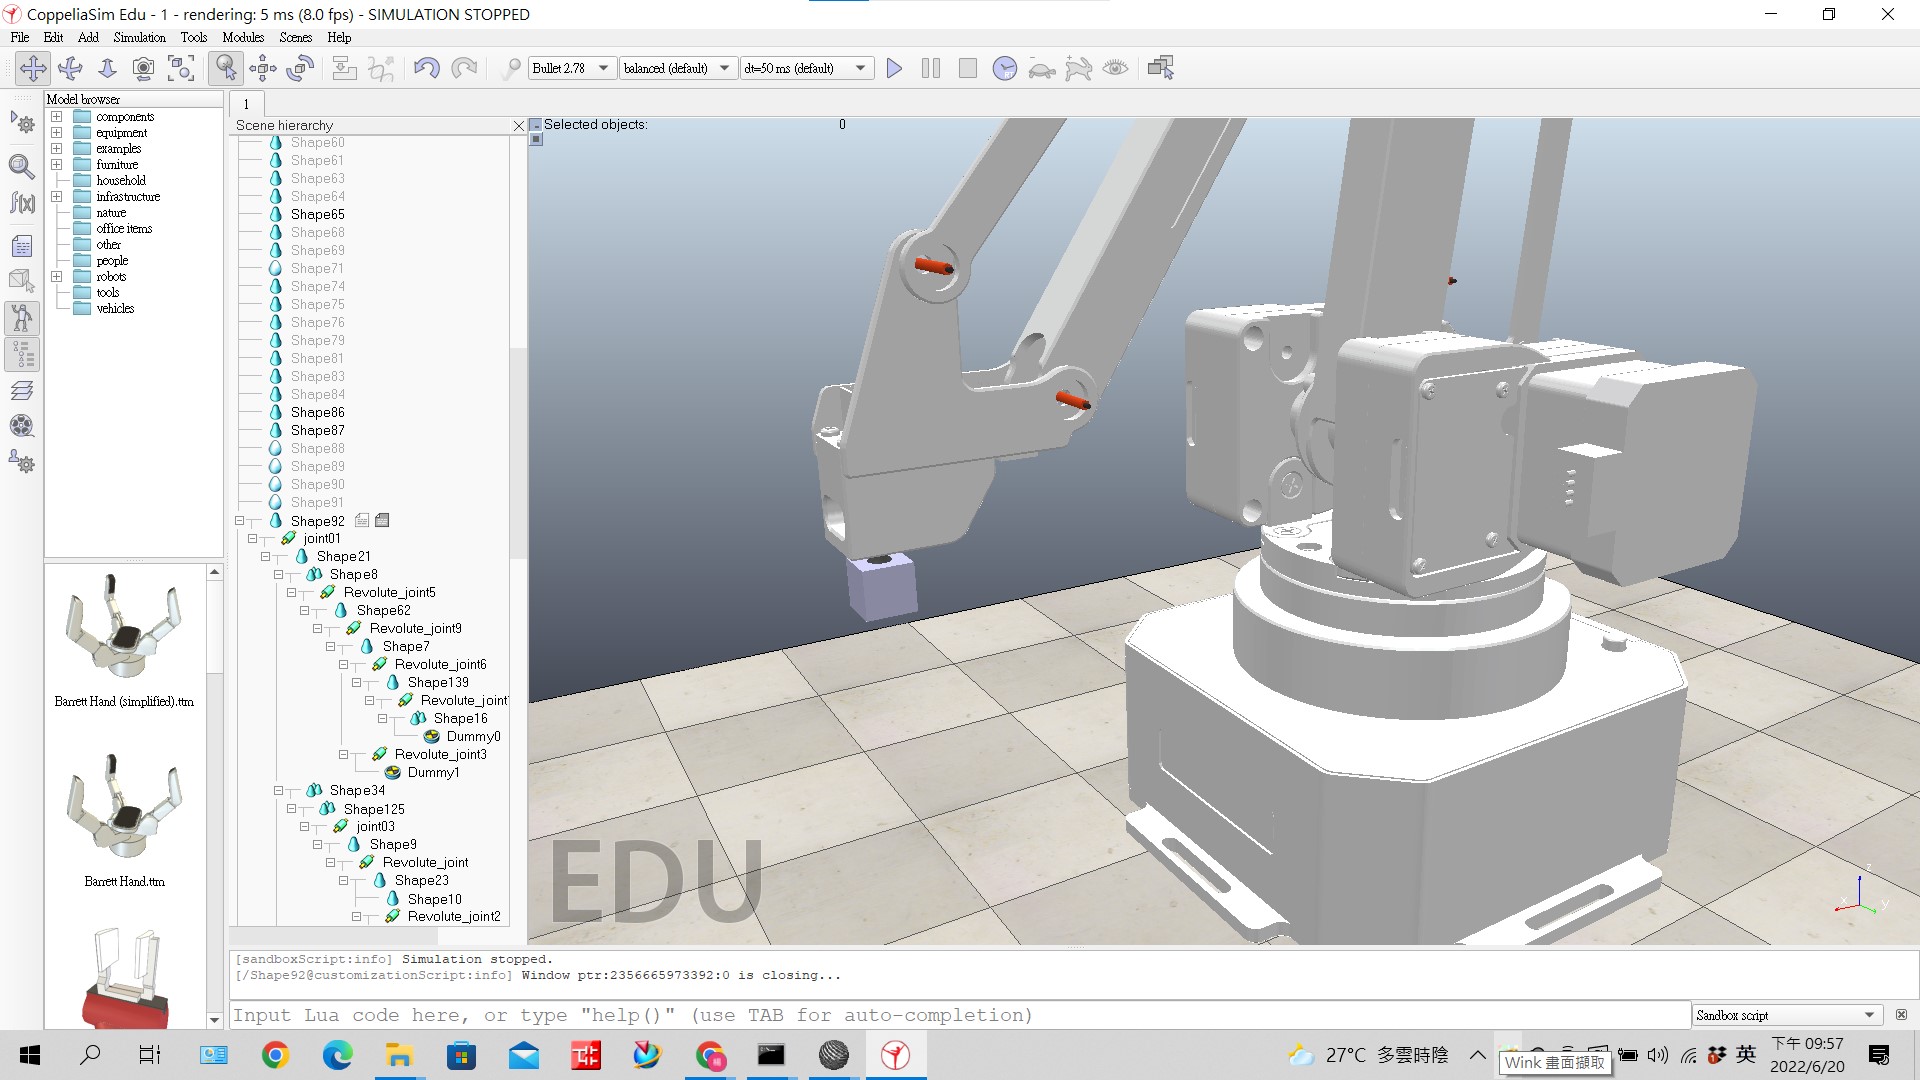 CoppeliaSim Edu - 1 - rendering: 5 ms (8.0 fps) - SIMULATION STOPPED
File Edit Add Simulation Tools Modules Scenes Help
Bullet 2.78 balanced (default) dt=50 ms (default)
Model browser
components
equipment
examples
furniture
household
infrastructure
nature
office items
other
people
robots
tools
vehicles
Barrett Hand (simplified).ttm
Barrett Hand.ttm
f(x)
1
Scene hierarchy
Shape60
Shape61
Shape63
Shape64
Shape65
Shape68
Shape69
Shape71
Shape74
Shape75
Shape76
Shape79
Shape81
Shape83
Shape84
Shape86
Shape87
Shape88
Shape89
Shape90
Shape91
Shape92
joint01
Shape21
Shape8
Revolute_joint5
Shape62
Revolute_joint9
Shape7
Revolute_joint6
Shape139
Revolute_joint
Shape16
Dummy0
Revolute_joint3
Dummy1
Shape34
Shape125
joint03
Shape9
Revolute_joint
Shape23
Shape10
Revolute_joint2
Selected objects: 0
EDU
z
x
y
[sandboxScript:info] Simulation stopped.
[/Shape92@customizationScript:info] Window ptr:2356665973392:0 is closing...
Input Lua code here, or type "help()" (use TAB for auto-completion)
Sandbox script
27°C 多雲時陰
Wink 畫面擷取
英
下午 09:57
2022/6/20